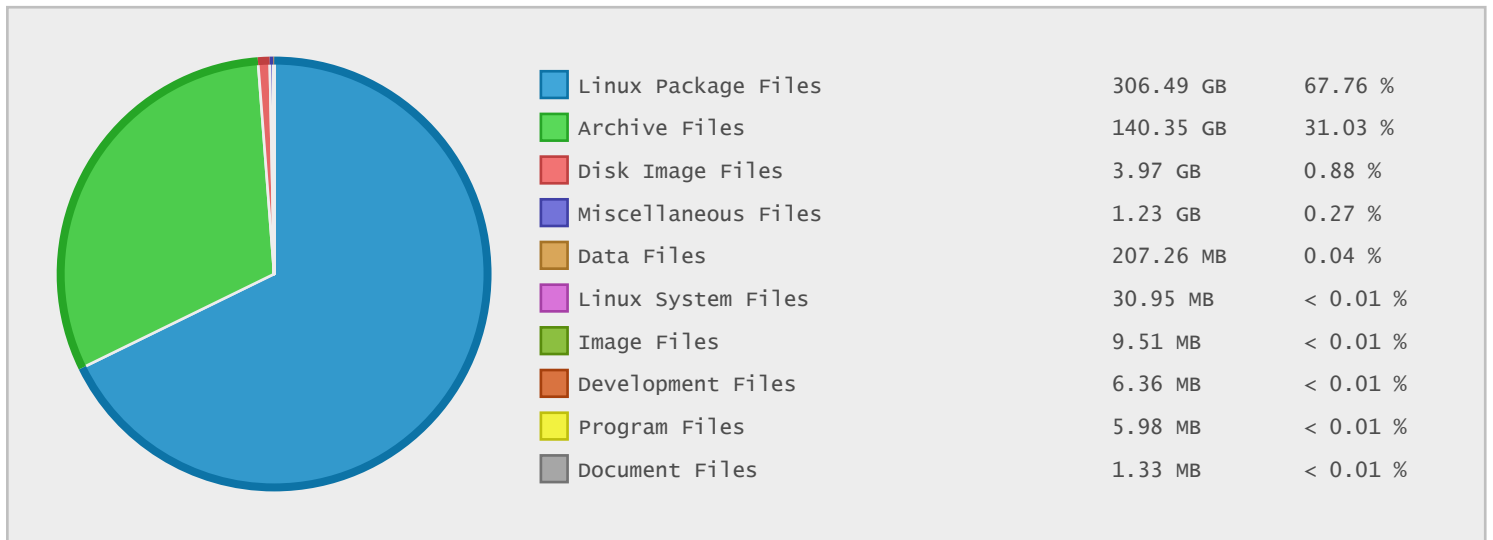 Linux Package Files 306.49 GB 67.76 %
Archive Files 140.35 GB 31.03 %
Disk Image Files 3.97 GB 0.88 %
Miscellaneous Files 1.23 GB 0.27 %
Data Files 207.26 MB 0.04 %
Linux System Files 30.95 MB < 0.01 %
Image Files 9.51 MB < 0.01 %
Development Files 6.36 MB < 0.01 %
Program Files 5.98 MB < 0.01 %
Document Files 1.33 MB < 0.01 %